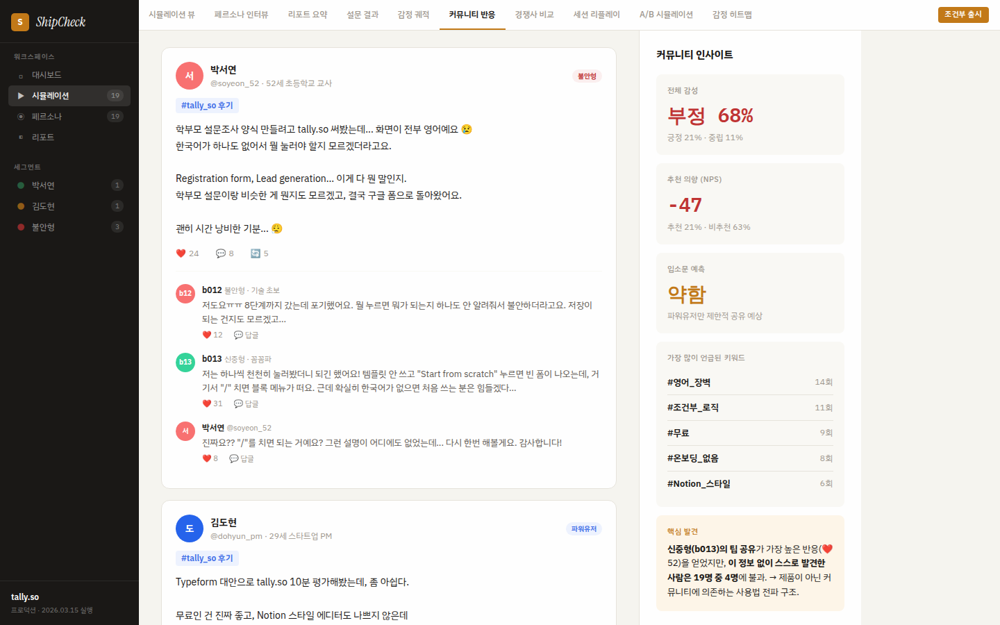 S ShipCheck
워크스페이스
대시보드
시뮬레이션 19
페르소나 19
리포트
세그먼트
박서연 1
김도현 1
불안형 3
tally.so
프로덕션 · 2026.03.15 실행
시뮬레이션 뷰 페르소나 인터뷰 리포트 요약 설문 결과 감정 궤적 커뮤니티 반응 경쟁사 비교 세션 리플레이 A/B 시뮬레이션 감정 히트맵 조건부 출시
서 박서연 불안형
@soyeon_52 · 52세 초등학교 교사
#tally_so 후기
학부모 설문조사 양식 만들려고 tally.so 써봤는데... 화면이 전부 영어예요 😢
한국어가 하나도 없어서 뭘 눌러야 할지 모르겠더라고요.
Registration form, Lead generation... 이게 다 뭔 말인지.
학부모 설문이랑 비슷한 게 뭔지도 모르겠고, 결국 구글 폼으로 돌아왔어요.
괜히 시간 낭비한 기분... 😮‍💨
❤️ 24 💬 8 🔄 5
b12 b012 불안형 · 기술 초보
저도요ㅠㅠ 8단계까지 갔는데 포기했어요. 뭘 누르면 뭐가 되는지 하나도 안 알려줘서 불안하더라고요. 저장이
되는 건지도 모르겠고...
❤️ 12 💬 답글
b13 b013 신중형 · 꼼꼼파
저는 하나씩 천천히 눌러봤더니 되긴 했어요! 템플릿 안 쓰고 "Start from scratch" 누르면 빈 폼이 나오는데, 거
기서 "/" 치면 블록 메뉴가 떠요. 근데 확실히 한국어가 없으면 처음 쓰는 분은 힘들겠다...
❤️ 31 💬 답글
서 박서연 @soyeon_52
진짜요?? "/"를 치면 되는 거예요? 그런 설명이 어디에도 없었는데... 다시 한번 해볼게요. 감사합니다!
❤️ 8 💬 답글
도 김도현 파워유저
@dohyun_pm · 29세 스타트업 PM
#tally_so 후기
Typeform 대안으로 tally.so 10분 평가해봤는데, 좀 아쉽다.
무료인 건 진짜 좋고, Notion 스타일 에디터도 나쁘지 않은데
커뮤니티 인사이트
전체 감성
부정 68%
긍정 21% · 중립 11%
추천 의향 (NPS)
-47
추천 21% · 비추천 63%
입소문 예측
약함
파워유저만 제한적 공유 예상
가장 많이 언급된 키워드
#영어_장벽 14회
#조건부_로직 11회
#무료 9회
#온보딩_없음 8회
#Notion_스타일 6회
핵심 발견
신중형(b013)의 팁 공유가 가장 높은 반응(❤️
52)을 얻었지만, 이 정보 없이 스스로 발견한
사람은 19명 중 4명에 불과. → 제품이 아닌 커
뮤니티에 의존하는 사용법 전파 구조.